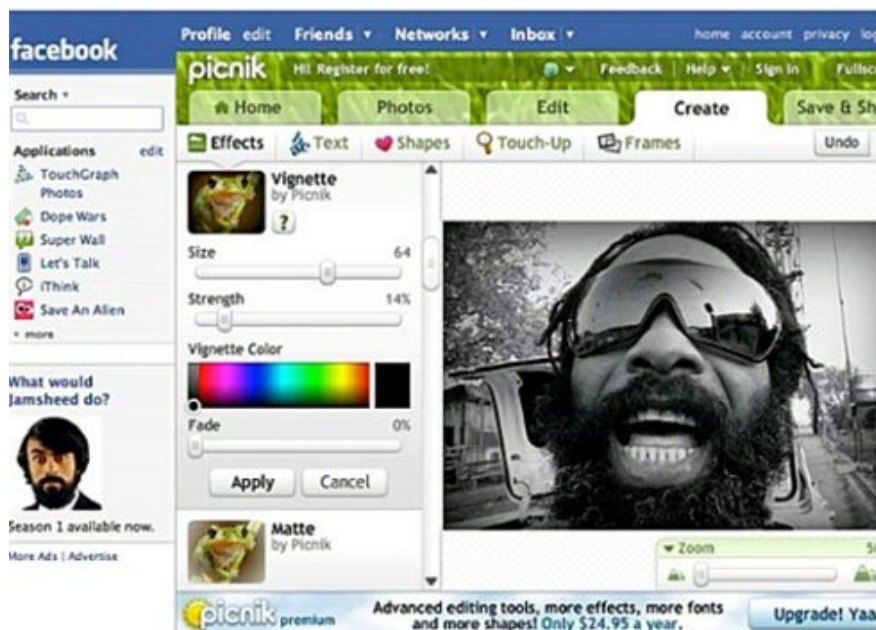 facebook
Profile edit Friends Networks Inbox home account privacy
Search
Applications edit
TouchGraph
Photos
Dope Wars
Super Wall
Let's Talk
iThink
Save An Alien
+ more
What would
Jamsheed do?
Season 1 available now.
More Ads | Advertise
picnik Hi! Register for free! Feedback Help Sign In
Home Photos Edit Create Save & Sh
Effects Text Shapes Touch-Up Frames Undo
Vignette
by Picnik
?
Size 64
Strength 14%
Vignette Color
Fade 0%
Apply Cancel
Matte
by Picnik
Zoom
picnik premium
Advanced editing tools, more effects, more fonts
and more shapes! Only $24.95 a year.
Upgrade! Yaa